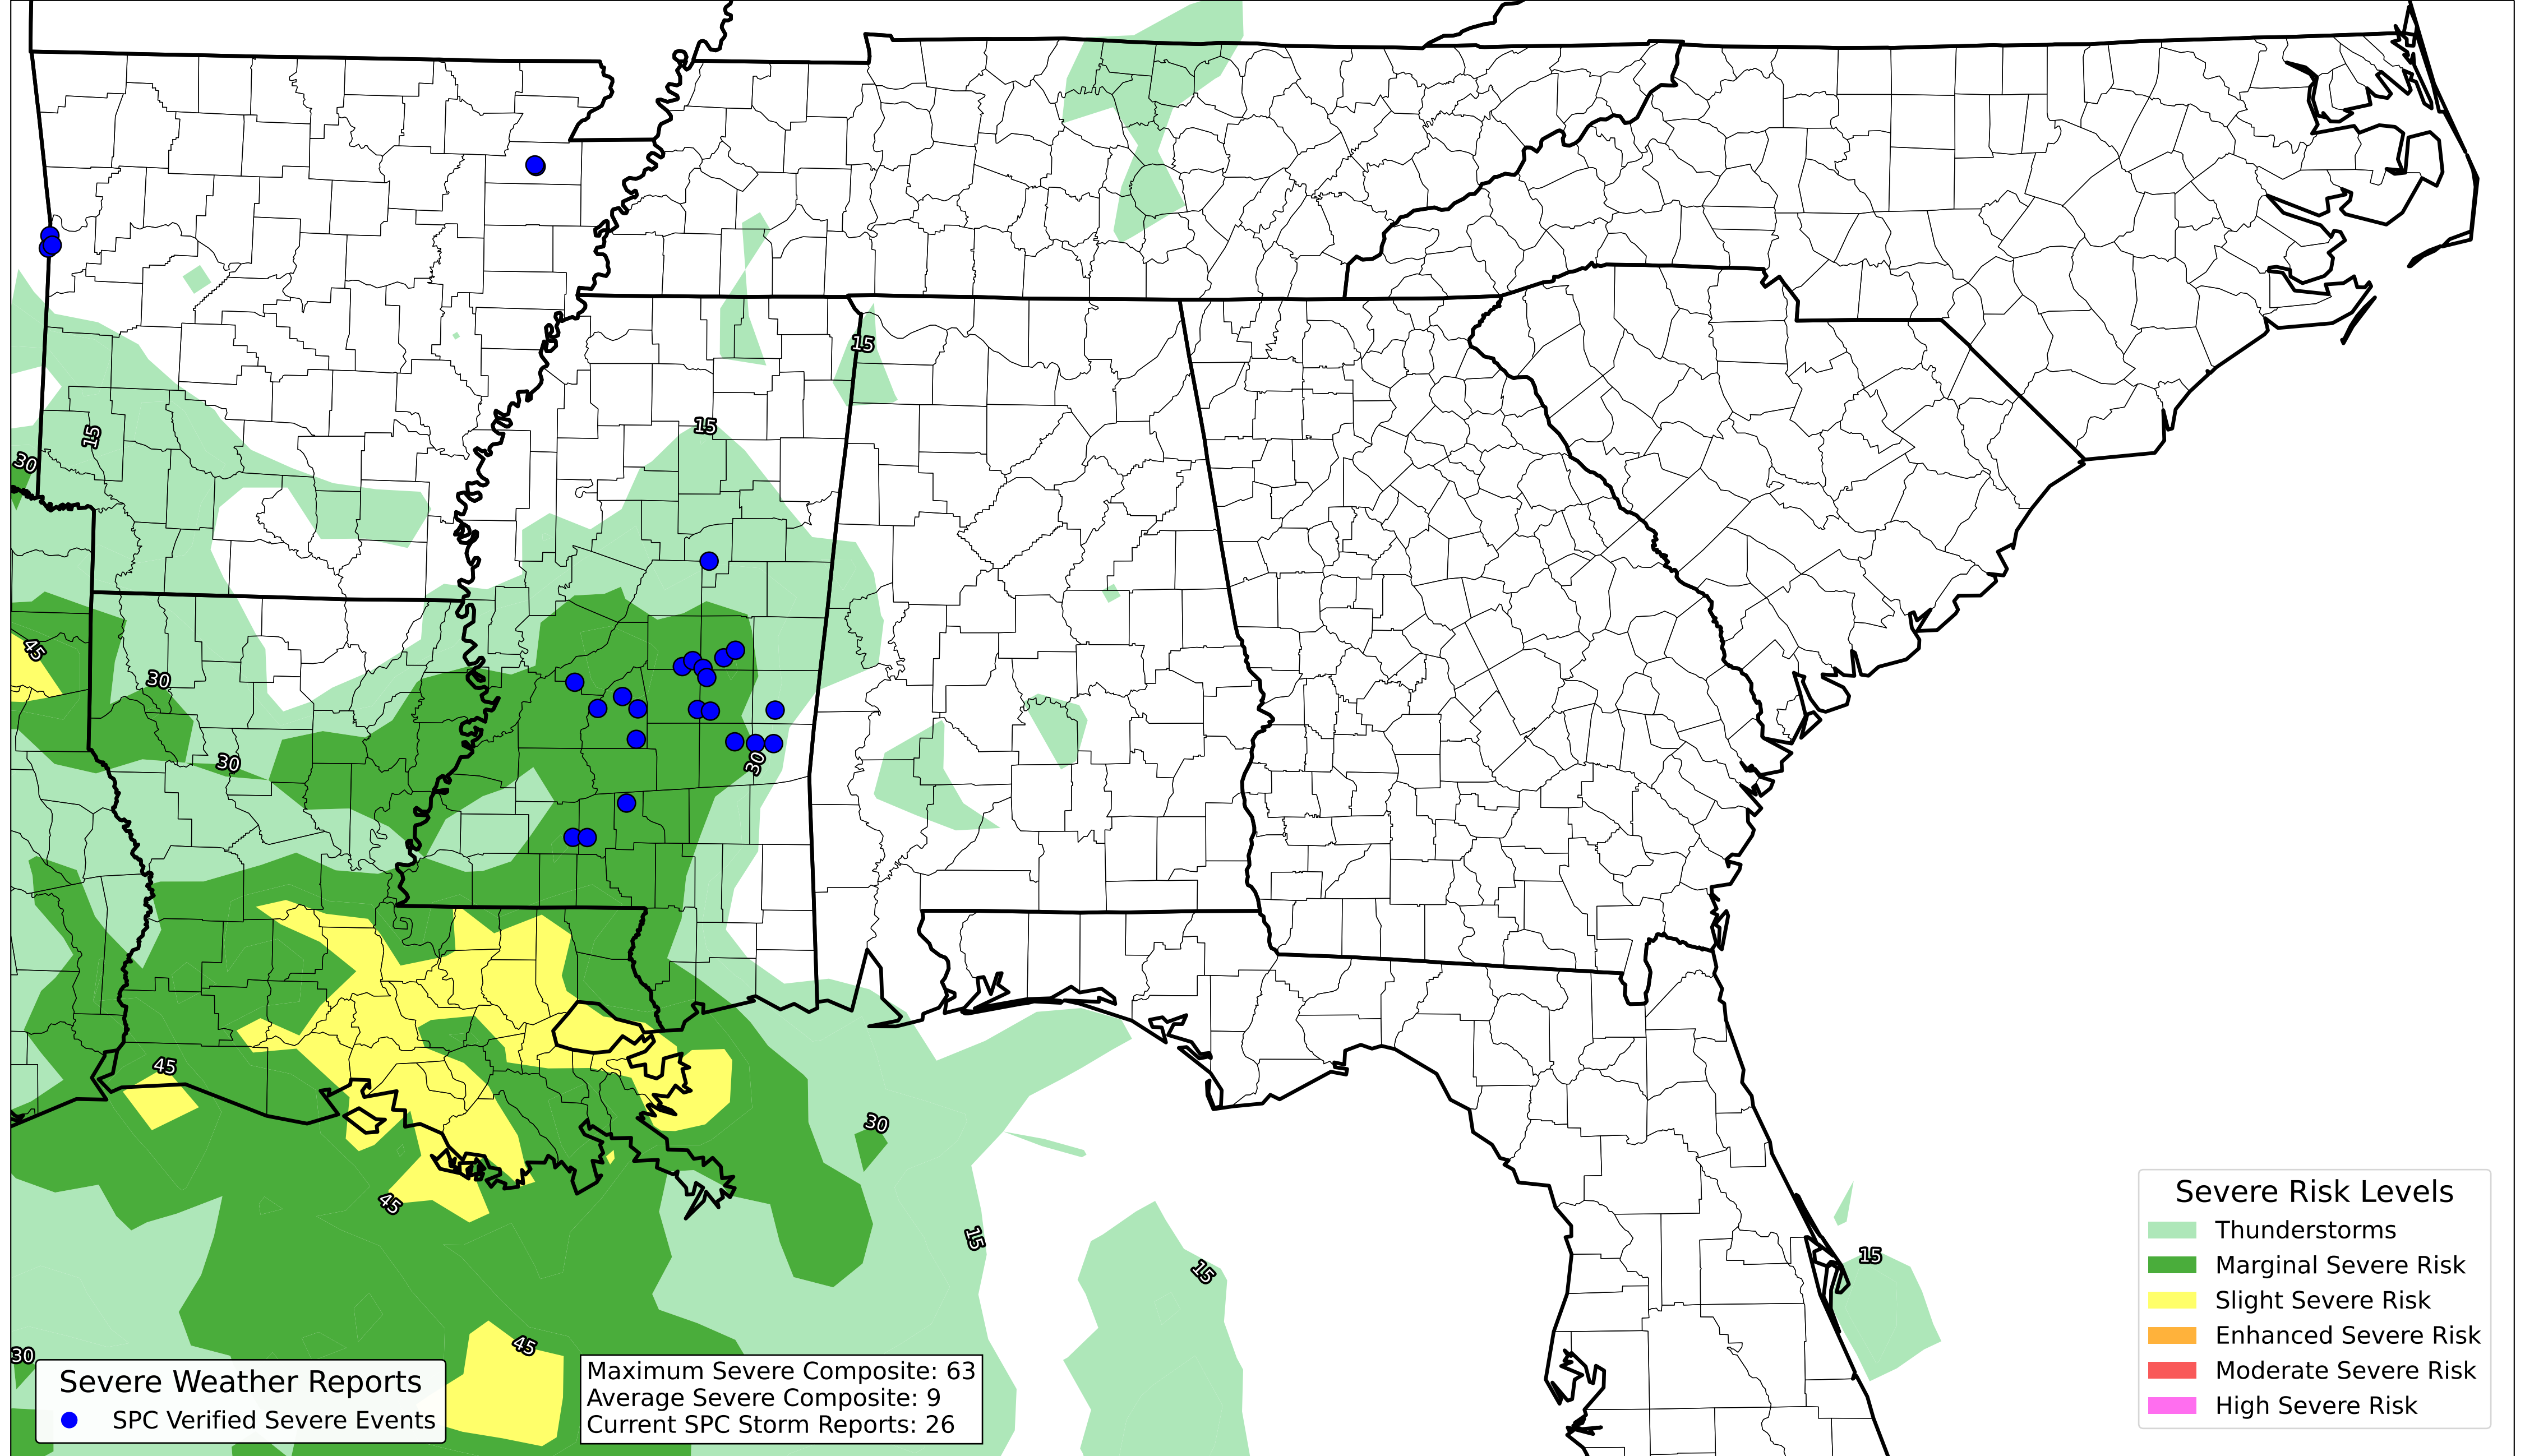 15
15
15
30
45
30
30
30
45
30
45
15
15
15
45
30
Severe Weather Reports
SPC Verified Severe Events
Maximum Severe Composite: 63
Average Severe Composite: 9
Current SPC Storm Reports: 26
Severe Risk Levels
Thunderstorms
Marginal Severe Risk
Slight Severe Risk
Enhanced Severe Risk
Moderate Severe Risk
High Severe Risk